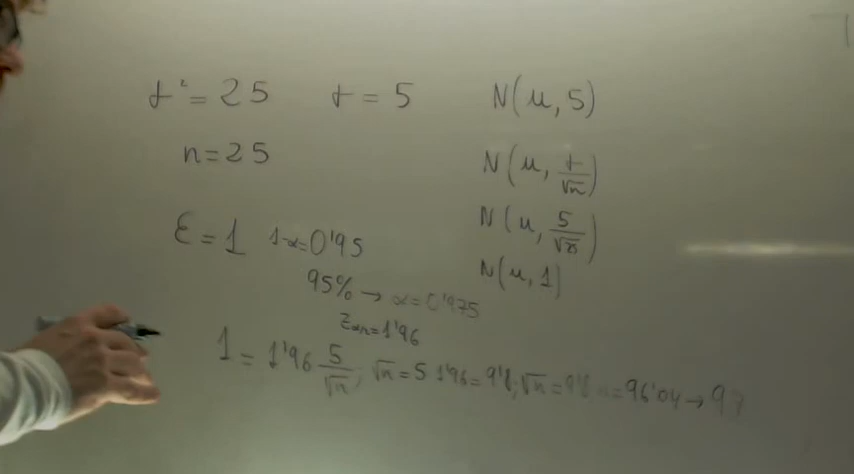 σ² = 25 σ = 5 N(μ, 5)
n = 25 N(μ, σ/√n)
N(μ, 5/√25)
ε = 1 1-α = 0'95 N(μ, 1)
95% → α = 0'975
z α/2 = 1'96
1 = 1'96 5/√n ; √n = 5 1'96 = 9'8 ; √n = 9'8 n = 96'04 → 97